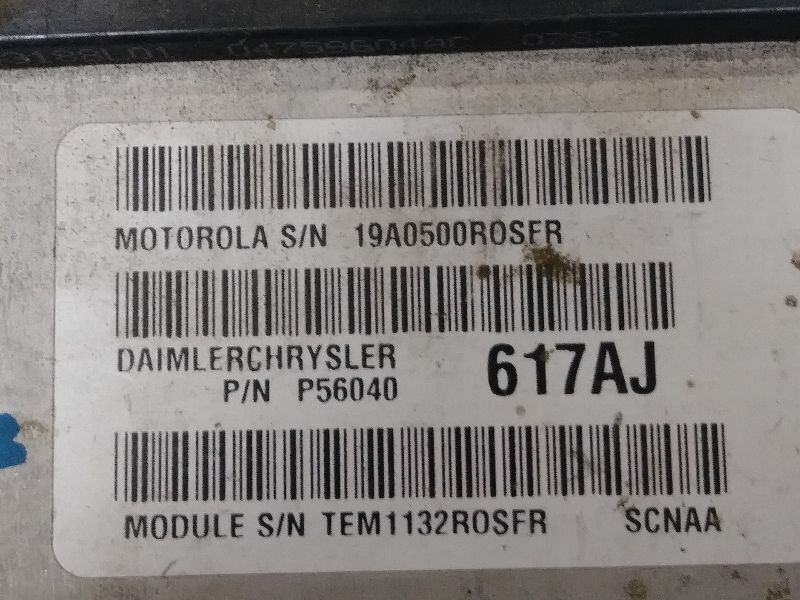 MOTOROLA S/N 19A0500ROSFR
DAIMLERCHRYSLER 617AJ
P/N P56040
MODULE S/N TEM1132ROSFR SCNAA